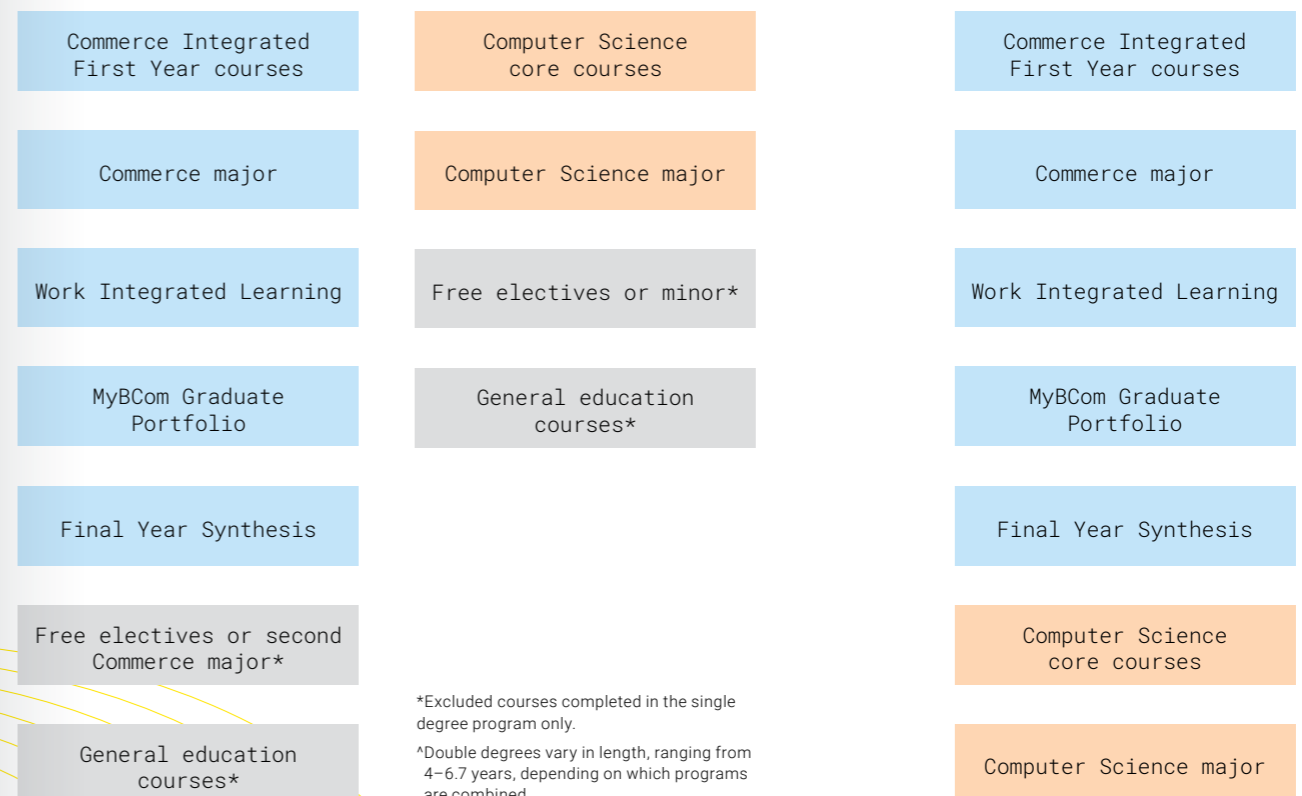 Commerce Integrated
First Year courses
Commerce major
Work Integrated Learning
MyBCom Graduate
Portfolio
Final Year Synthesis
Free electives or second
Commerce major*
General education
courses*
Computer Science
core courses
Computer Science major
Free electives or minor*
General education
courses*
*Excluded courses completed in the single
degree program only.
^Double degrees vary in length, ranging from
4–6.7 years, depending on which programs
are combined
Commerce Integrated
First Year courses
Commerce major
Work Integrated Learning
MyBCom Graduate
Portfolio
Final Year Synthesis
Computer Science
core courses
Computer Science major